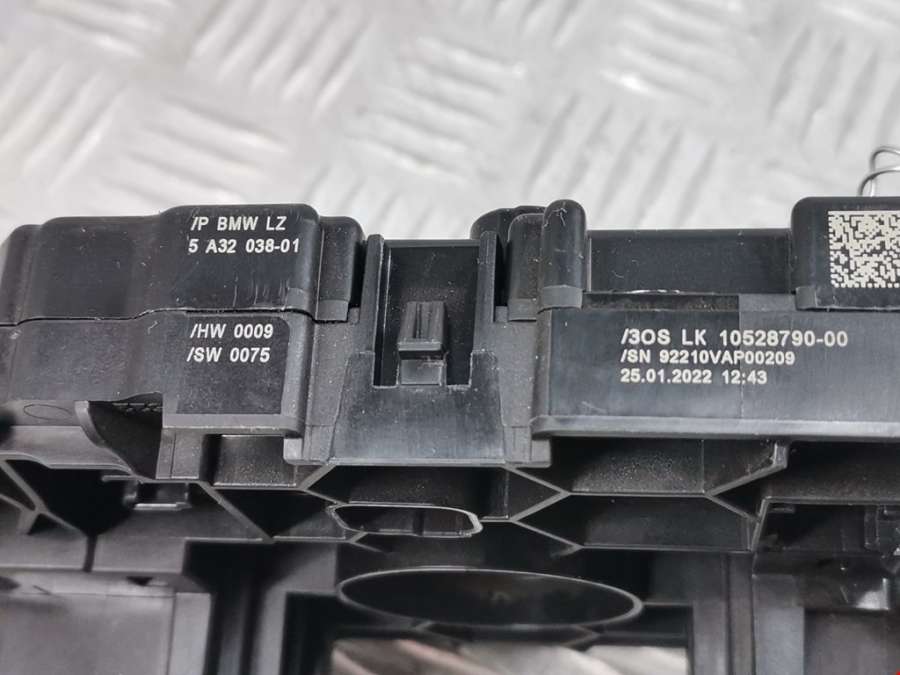 /P BMW LZ
5 A32 038-01
/HW 0009
/SW 0075
/3OS LK 10528790-00
/SN 92210VAP00209
25.01.2022 12:43